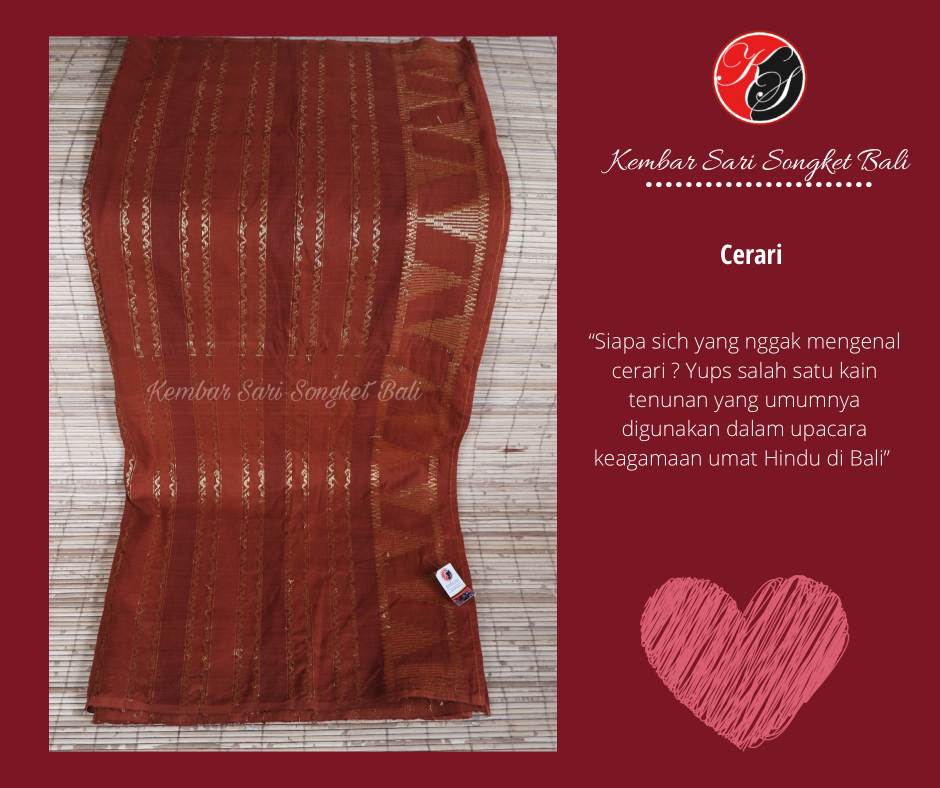 KS
Kembar Sari Songket Bali
Cerari
“Siapa sich yang nggak mengenal
cerari ? Yups salah satu kain
tenunan yang umumnya
digunakan dalam upacara
keagamaan umat Hindu di Bali”
Kembar Sari Songket Bali